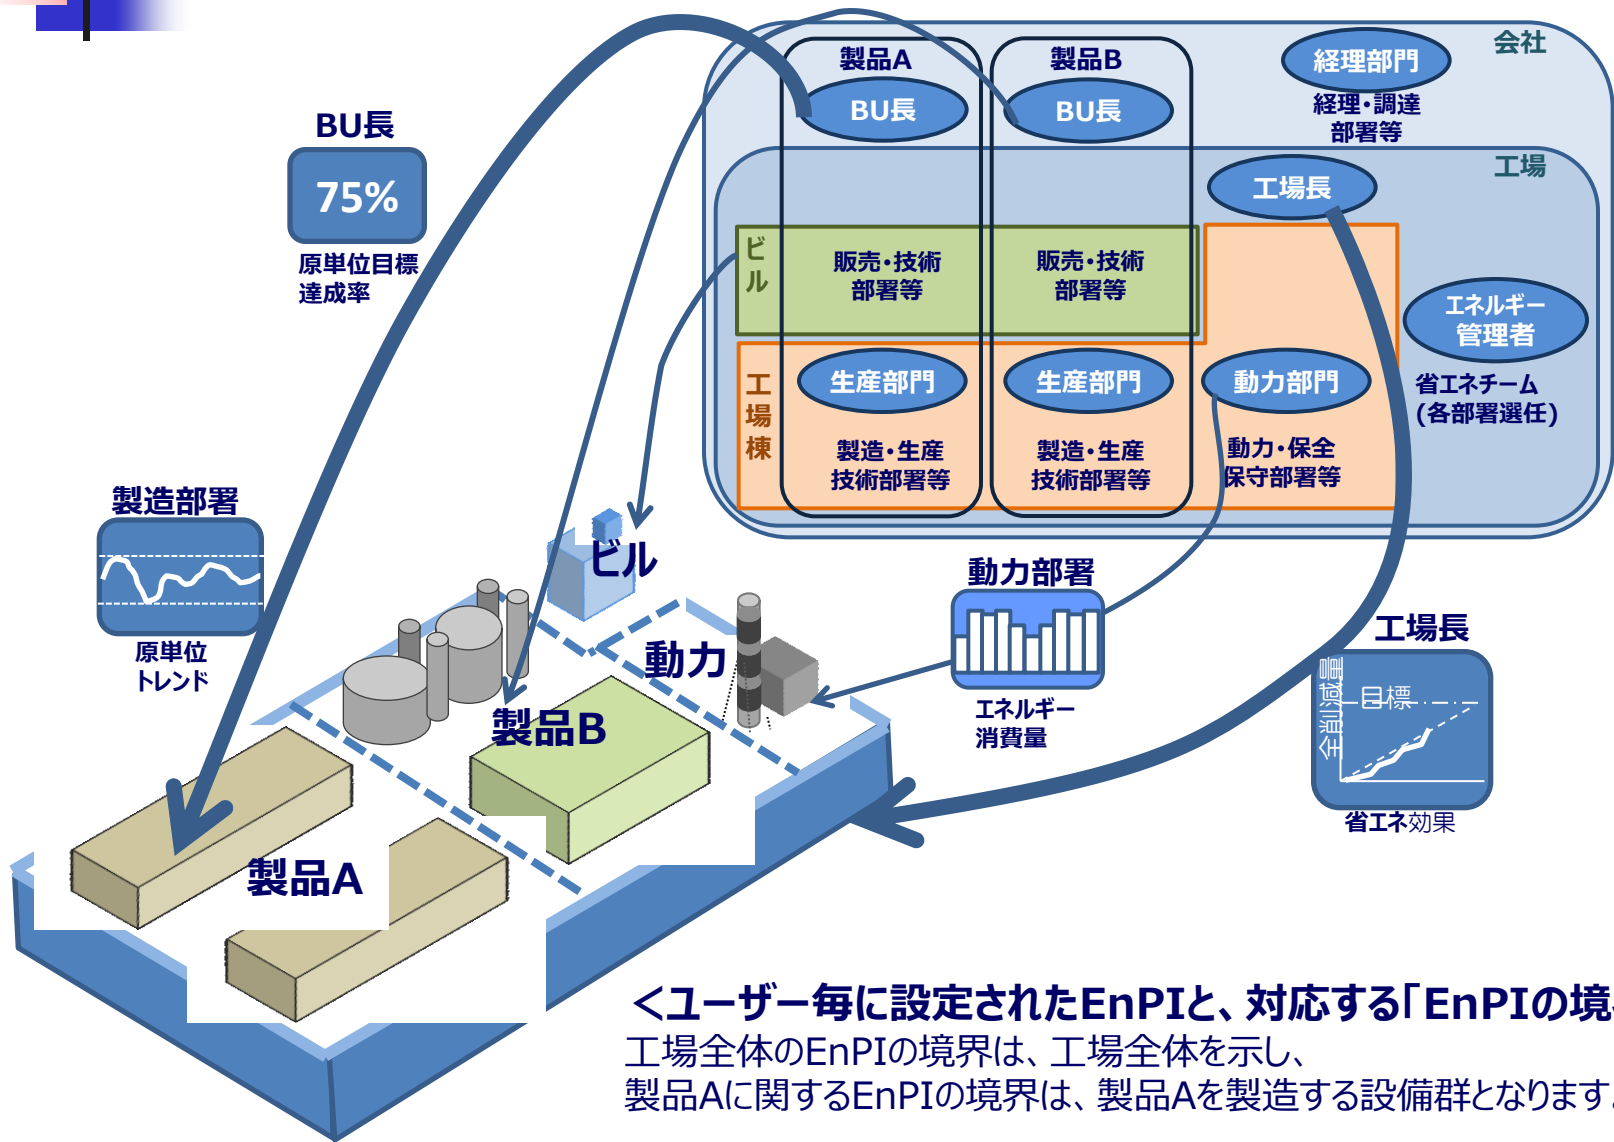 会社
製品A
製品B
経理部門
BU長
BU長
経理・調達
部署等
工場
工場長
ビル
販売・技術
部署等
販売・技術
部署等
エネルギー
管理者
工場棟
生産部門
生産部門
動力部門
省エネチーム
(各部署選任)
製造・生産
技術部署等
製造・生産
技術部署等
動力・保全
保守部署等
BU長
75%
原単位目標
達成率
製造部署
原単位
トレンド
ビル
動力
製品B
製品A
動力部署
エネルギー
消費量
工場長
全削減量
目標
省エネ効果
<ユーザー毎に設定されたEnPIと、対応する「EnPIの境
工場全体のEnPIの境界は、工場全体を示し、
製品Aに関するEnPIの境界は、製品Aを製造する設備群となります。